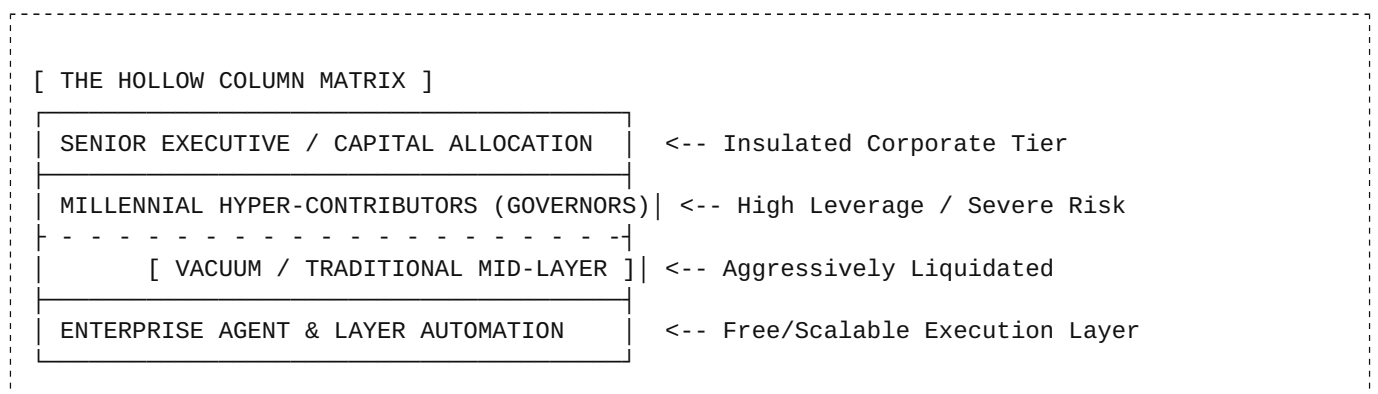 [ THE HOLLOW COLUMN MATRIX ]
SENIOR EXECUTIVE / CAPITAL ALLOCATION <-- Insulated Corporate Tier
MILLENNIAL HYPER-CONTRIBUTORS (GOVERNORS) <-- High Leverage / Severe Risk
[ VACUUM / TRADITIONAL MID-LAYER ] <-- Aggressively Liquidated
ENTERPRISE AGENT & LAYER AUTOMATION <-- Free/Scalable Execution Layer